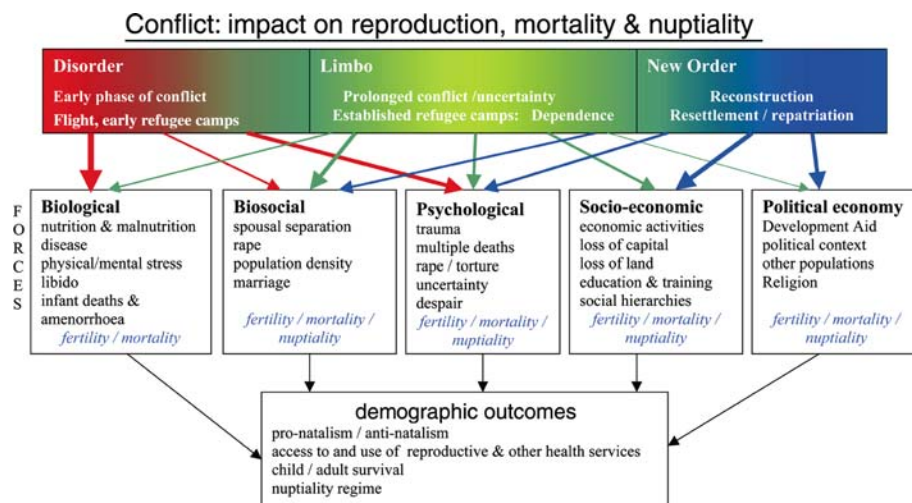 Conflict: impact on reproduction, mortality & nuptiality
Disorder
Early phase of conflict
Flight, early refugee camps
Limbo
Prolonged conflict /uncertainty
Established refugee camps: Dependence
New Order
Reconstruction
Resettlement / repatriation
FORCES
Biological
nutrition & malnutrition
disease
physical/mental stress
libido
infant deaths &
amenorrhoea
fertility / mortality
Biosocial
spousal separation
rape
population density
marriage
fertility / mortality /
nuptiality
Psychological
trauma
multiple deaths
rape / torture
uncertainty
despair
fertility / mortality /
nuptiality
Socio-economic
economic activities
loss of capital
loss of land
education & training
social hierarchies
fertility / mortality /
nuptiality
Political economy
Development Aid
political context
other populations
Religion
fertility / mortality /
nuptiality
demographic outcomes
pro-natalism / anti-natalism
access to and use of reproductive & other health services
child / adult survival
nuptiality regime